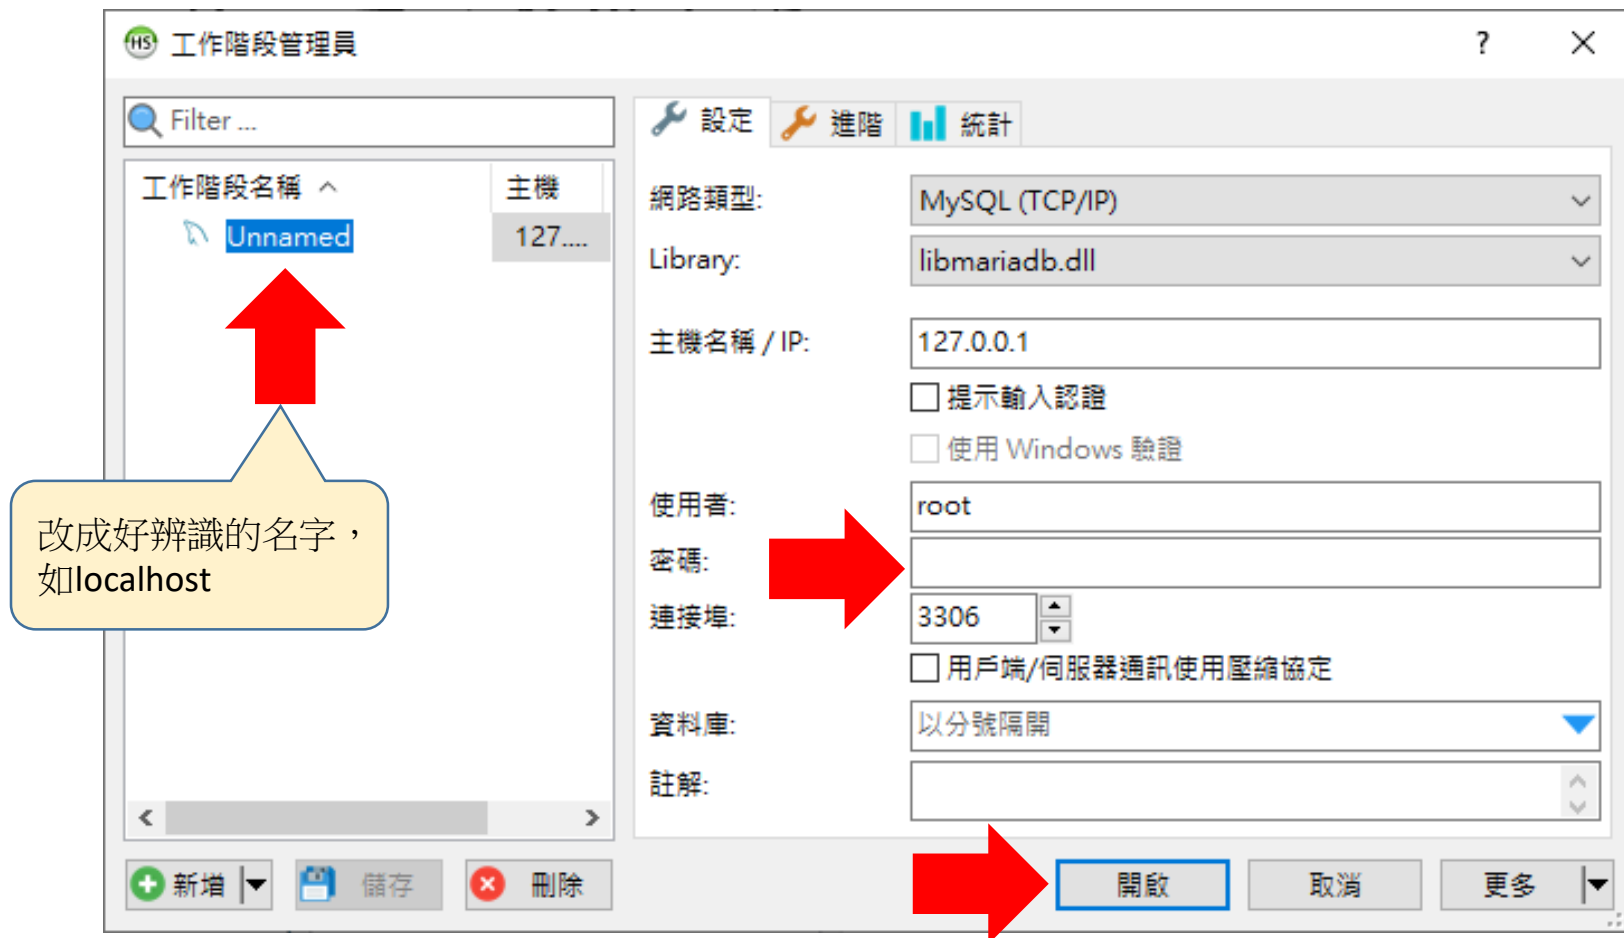 HS 工作階段管理員 ?
Filter ...
工作階段名稱 主機
Unnamed 127....
改成好辨識的名字，
如localhost
設定 進階 統計
網路類型: MySQL (TCP/IP)
Library: libmariadb.dll
主機名稱 / IP: 127.0.0.1
提示輸入認證
使用 Windows 驗證
使用者: root
密碼:
連接埠: 3306
用戶端/伺服器通訊使用壓縮協定
資料庫: 以分號隔開
註解:
新增 儲存 刪除 開啟 取消 更多